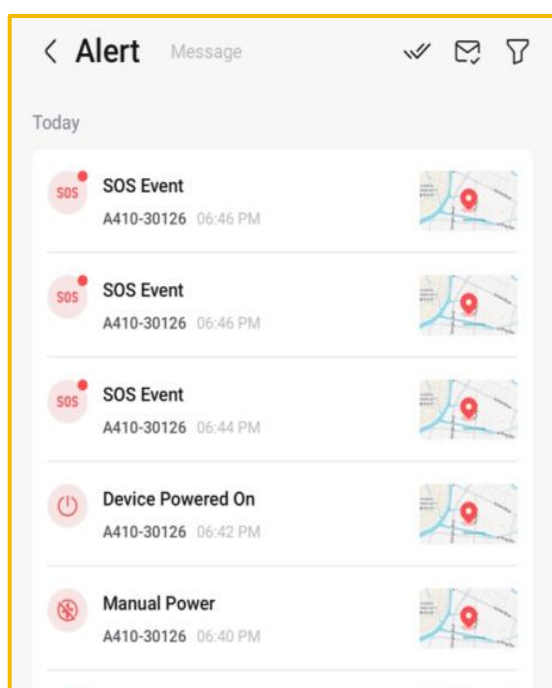 Alert Message
Today
SOS
SOS Event
A410-30126 06:46 PM
SOS
SOS Event
A410-30126 06:46 PM
SOS
SOS Event
A410-30126 06:44 PM
Device Powered On
A410-30126 06:42 PM
Manual Power
A410-30126 06:40 PM